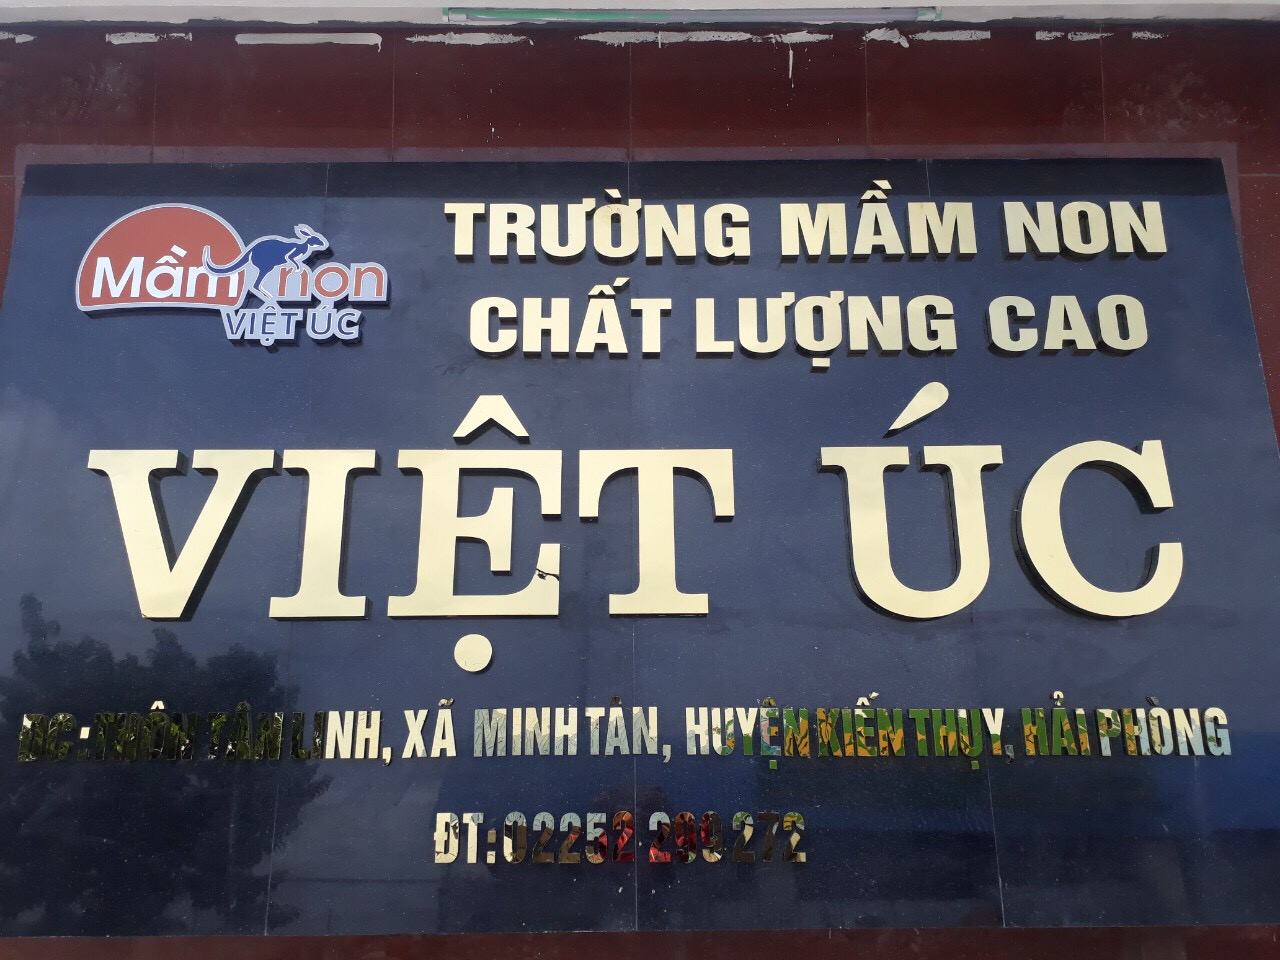 Mầm non
VIỆT ÚC
TRƯỜNG MẦM NON
CHẤT LƯỢNG CAO
VIỆT ÚC
ĐC:THÔN TÂN LINH, XÃ MINH TÂN, HUYỆN KIẾN THỤY, HẢI PHÒNG
ĐT:02252 299 272